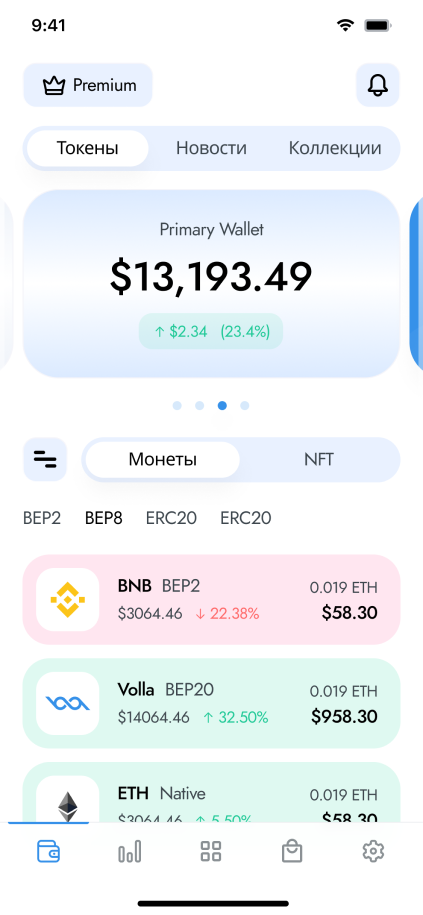 9:41
Premium
Токены Новости Коллекции
Primary Wallet
$13,193.49
↑ $2.34 (23.4%)
Монеты NFT
BEP2 BEP8 ERC20 ERC20
BNB BEP2 0.019 ETH
$3064.46 ↓ 22.38% $58.30
Volla BEP20 0.019 ETH
$14064.46 ↑ 32.50% $958.30
ETH Native 0.019 ETH
$3064.46 ↑ 5.50% $58.30